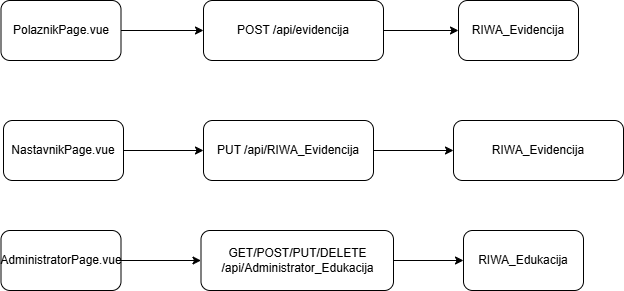 PolaznikPage.vue
POST /api/evidencija
RIWA_Evidencija
NastavnikPage.vue
PUT /api/RIWA_Evidencija
RIWA_Evidencija
AdministratorPage.vue
GET/POST/PUT/DELETE
/api/Administrator_Edukacija
RIWA_Edukacija